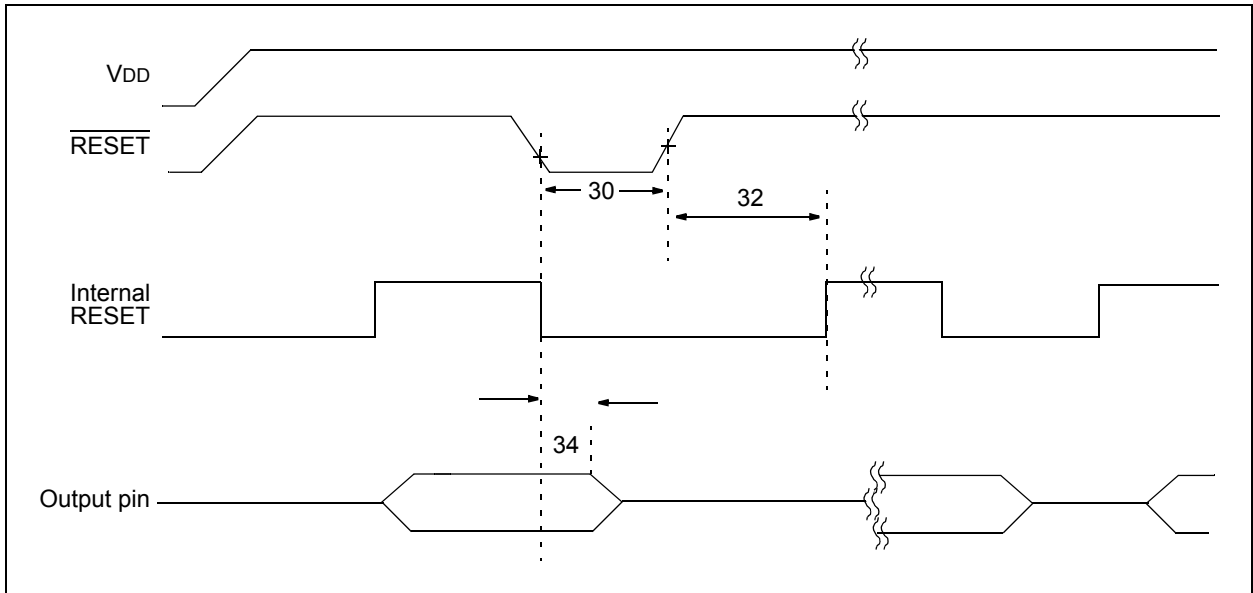 VDD
RESET
30
32
Internal
RESET
34
Output pin